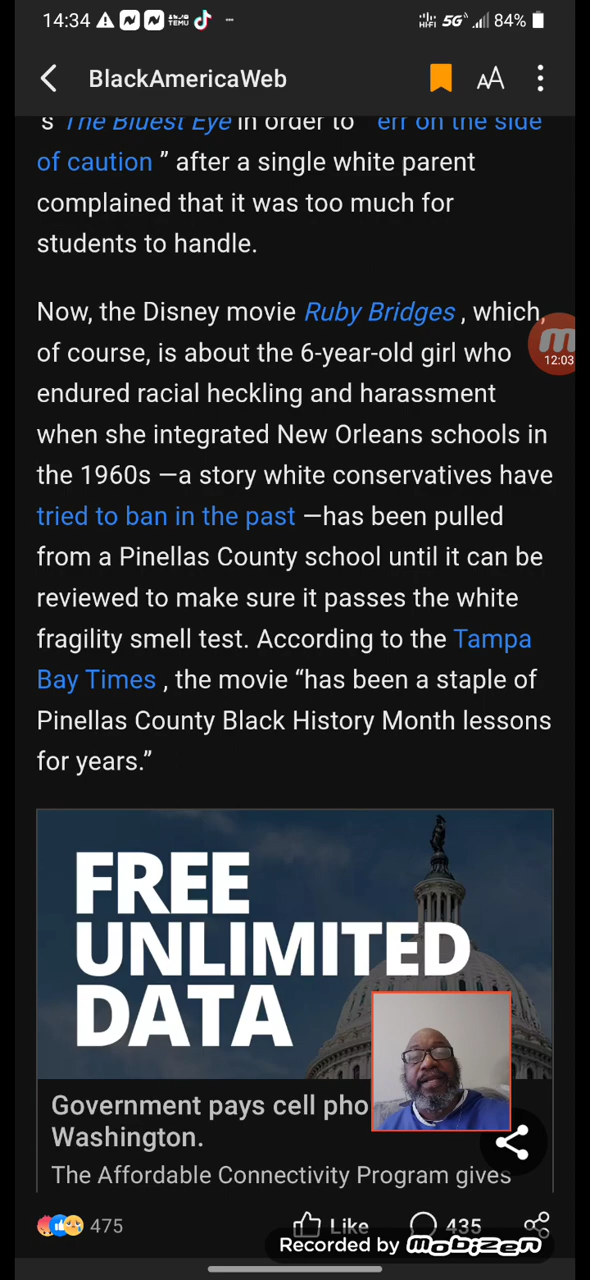 14:34 TEMU HiFi 5G 84%
BlackAmericaWeb AA
s The Bluest Eye in order to “ err on the side
of caution ” after a single white parent
complained that it was too much for
students to handle.
Now, the Disney movie Ruby Bridges , which,
of course, is about the 6-year-old girl who
endured racial heckling and harassment
when she integrated New Orleans schools in
the 1960s —a story white conservatives have
tried to ban in the past —has been pulled
from a Pinellas County school until it can be
reviewed to make sure it passes the white
fragility smell test. According to the Tampa
Bay Times , the movie “has been a staple of
Pinellas County Black History Month lessons
for years.”
m
12:03
FREE
UNLIMITED
DATA
Government pays cell pho
Washington.
The Affordable Connectivity Program gives
475 Like 435
Recorded by mobizen